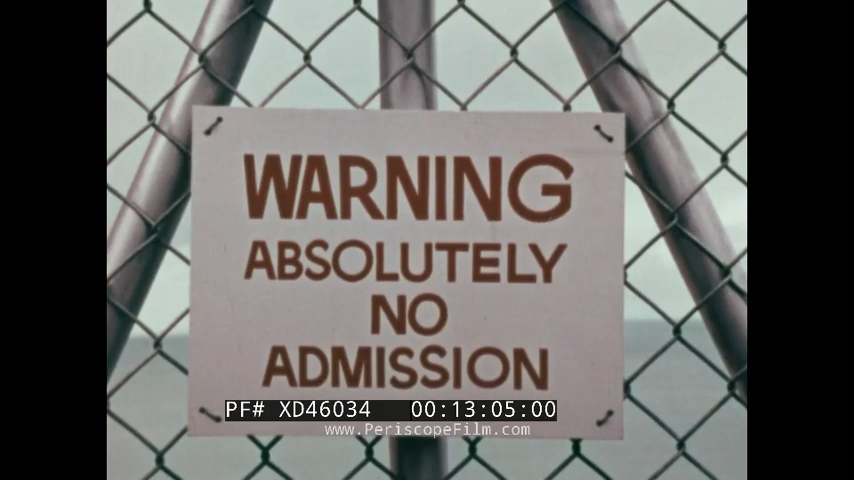 WARNING
ABSOLUTELY
NO
ADMISSION
PF# XD46034 00:13:05:00
www.PeriscopeFilm.com